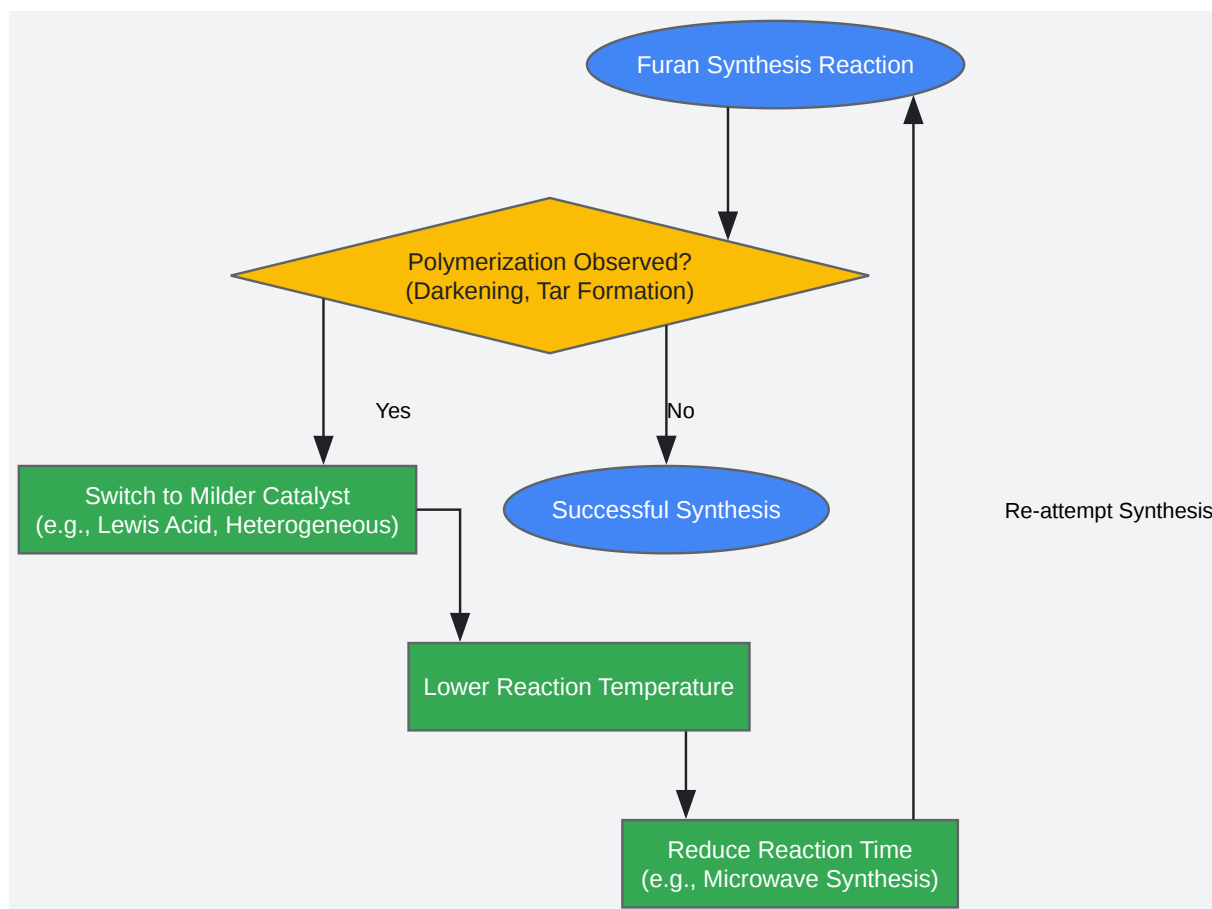 Furan Synthesis Reaction
Polymerization Observed?
(Darkening, Tar Formation)
Yes
No
Switch to Milder Catalyst
(e.g., Lewis Acid, Heterogeneous)
Successful Synthesis
Re-attempt Synthesis
Lower Reaction Temperature
Reduce Reaction Time
(e.g., Microwave Synthesis)